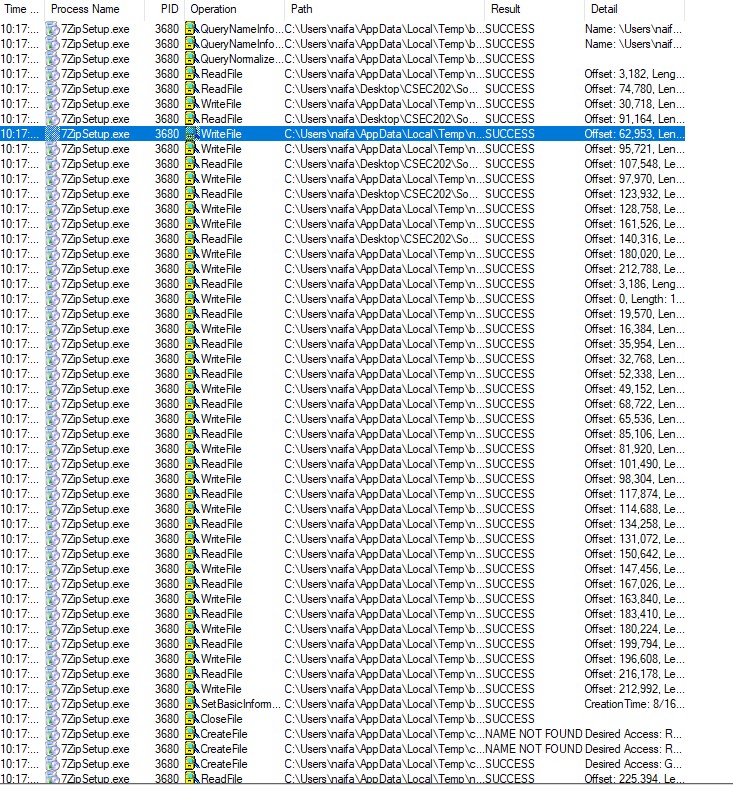 Time ... Process Name PID Operation Path Result Detail
10:17:... 7ZipSetup.exe 3680 QueryNameInfo... C:\Users\naifa\AppData\Local\Temp\b... SUCCESS Name: \Users\naif...
10:17:... 7ZipSetup.exe 3680 QueryNameInfo... C:\Users\naifa\AppData\Local\Temp\b... SUCCESS Name: \Users\naif...
10:17:... 7ZipSetup.exe 3680 QueryNormalize... C:\Users\naifa\AppData\Local\Temp\b... SUCCESS
10:17:... 7ZipSetup.exe 3680 ReadFile C:\Users\naifa\AppData\Local\Temp\n... SUCCESS Offset: 3,182, Leng...
10:17:... 7ZipSetup.exe 3680 ReadFile C:\Users\naifa\Desktop\CSEC202\So... SUCCESS Offset: 74,780, Len...
10:17:... 7ZipSetup.exe 3680 WriteFile C:\Users\naifa\AppData\Local\Temp\n... SUCCESS Offset: 30,718, Len...
10:17:... 7ZipSetup.exe 3680 ReadFile C:\Users\naifa\Desktop\CSEC202\So... SUCCESS Offset: 91,164, Len...
10:17:... 7ZipSetup.exe 3680 WriteFile C:\Users\naifa\AppData\Local\Temp\n... SUCCESS Offset: 62,953, Len...
10:17:... 7ZipSetup.exe 3680 WriteFile C:\Users\naifa\AppData\Local\Temp\n... SUCCESS Offset: 95,721, Len...
10:17:... 7ZipSetup.exe 3680 ReadFile C:\Users\naifa\Desktop\CSEC202\So... SUCCESS Offset: 107,548, Le...
10:17:... 7ZipSetup.exe 3680 WriteFile C:\Users\naifa\AppData\Local\Temp\n... SUCCESS Offset: 97,970, Len...
10:17:... 7ZipSetup.exe 3680 ReadFile C:\Users\naifa\Desktop\CSEC202\So... SUCCESS Offset: 123,932, Le...
10:17:... 7ZipSetup.exe 3680 WriteFile C:\Users\naifa\AppData\Local\Temp\n... SUCCESS Offset: 128,758, Le...
10:17:... 7ZipSetup.exe 3680 WriteFile C:\Users\naifa\AppData\Local\Temp\n... SUCCESS Offset: 161,526, Le...
10:17:... 7ZipSetup.exe 3680 ReadFile C:\Users\naifa\Desktop\CSEC202\So... SUCCESS Offset: 140,316, Le...
10:17:... 7ZipSetup.exe 3680 WriteFile C:\Users\naifa\AppData\Local\Temp\n... SUCCESS Offset: 180,020, Le...
10:17:... 7ZipSetup.exe 3680 WriteFile C:\Users\naifa\AppData\Local\Temp\n... SUCCESS Offset: 212,788, Le...
10:17:... 7ZipSetup.exe 3680 ReadFile C:\Users\naifa\AppData\Local\Temp\n... SUCCESS Offset: 3,186, Leng...
10:17:... 7ZipSetup.exe 3680 WriteFile C:\Users\naifa\AppData\Local\Temp\b... SUCCESS Offset: 0, Length: 1...
10:17:... 7ZipSetup.exe 3680 ReadFile C:\Users\naifa\AppData\Local\Temp\n... SUCCESS Offset: 19,570, Len...
10:17:... 7ZipSetup.exe 3680 WriteFile C:\Users\naifa\AppData\Local\Temp\b... SUCCESS Offset: 16,384, Len...
10:17:... 7ZipSetup.exe 3680 ReadFile C:\Users\naifa\AppData\Local\Temp\n... SUCCESS Offset: 35,954, Len...
10:17:... 7ZipSetup.exe 3680 WriteFile C:\Users\naifa\AppData\Local\Temp\b... SUCCESS Offset: 32,768, Len...
10:17:... 7ZipSetup.exe 3680 ReadFile C:\Users\naifa\AppData\Local\Temp\n... SUCCESS Offset: 52,338, Len...
10:17:... 7ZipSetup.exe 3680 WriteFile C:\Users\naifa\AppData\Local\Temp\b... SUCCESS Offset: 49,152, Len...
10:17:... 7ZipSetup.exe 3680 ReadFile C:\Users\naifa\AppData\Local\Temp\n... SUCCESS Offset: 68,722, Len...
10:17:... 7ZipSetup.exe 3680 WriteFile C:\Users\naifa\AppData\Local\Temp\b... SUCCESS Offset: 65,536, Len...
10:17:... 7ZipSetup.exe 3680 ReadFile C:\Users\naifa\AppData\Local\Temp\n... SUCCESS Offset: 85,106, Len...
10:17:... 7ZipSetup.exe 3680 WriteFile C:\Users\naifa\AppData\Local\Temp\b... SUCCESS Offset: 81,920, Len...
10:17:... 7ZipSetup.exe 3680 ReadFile C:\Users\naifa\AppData\Local\Temp\n... SUCCESS Offset: 101,490, Le...
10:17:... 7ZipSetup.exe 3680 WriteFile C:\Users\naifa\AppData\Local\Temp\b... SUCCESS Offset: 98,304, Len...
10:17:... 7ZipSetup.exe 3680 ReadFile C:\Users\naifa\AppData\Local\Temp\n... SUCCESS Offset: 117,874, Le...
10:17:... 7ZipSetup.exe 3680 WriteFile C:\Users\naifa\AppData\Local\Temp\b... SUCCESS Offset: 114,688, Le...
10:17:... 7ZipSetup.exe 3680 ReadFile C:\Users\naifa\AppData\Local\Temp\n... SUCCESS Offset: 134,258, Le...
10:17:... 7ZipSetup.exe 3680 WriteFile C:\Users\naifa\AppData\Local\Temp\b... SUCCESS Offset: 131,072, Le...
10:17:... 7ZipSetup.exe 3680 ReadFile C:\Users\naifa\AppData\Local\Temp\n... SUCCESS Offset: 150,642, Le...
10:17:... 7ZipSetup.exe 3680 WriteFile C:\Users\naifa\AppData\Local\Temp\b... SUCCESS Offset: 147,456, Le...
10:17:... 7ZipSetup.exe 3680 ReadFile C:\Users\naifa\AppData\Local\Temp\n... SUCCESS Offset: 167,026, Le...
10:17:... 7ZipSetup.exe 3680 WriteFile C:\Users\naifa\AppData\Local\Temp\b... SUCCESS Offset: 163,840, Le...
10:17:... 7ZipSetup.exe 3680 ReadFile C:\Users\naifa\AppData\Local\Temp\n... SUCCESS Offset: 183,410, Le...
10:17:... 7ZipSetup.exe 3680 WriteFile C:\Users\naifa\AppData\Local\Temp\b... SUCCESS Offset: 180,224, Le...
10:17:... 7ZipSetup.exe 3680 ReadFile C:\Users\naifa\AppData\Local\Temp\n... SUCCESS Offset: 199,794, Le...
10:17:... 7ZipSetup.exe 3680 WriteFile C:\Users\naifa\AppData\Local\Temp\b... SUCCESS Offset: 196,608, Le...
10:17:... 7ZipSetup.exe 3680 ReadFile C:\Users\naifa\AppData\Local\Temp\n... SUCCESS Offset: 216,178, Le...
10:17:... 7ZipSetup.exe 3680 WriteFile C:\Users\naifa\AppData\Local\Temp\b... SUCCESS Offset: 212,992, Le...
10:17:... 7ZipSetup.exe 3680 SetBasicInform... C:\Users\naifa\AppData\Local\Temp\b... SUCCESS CreationTime: 8/16...
10:17:... 7ZipSetup.exe 3680 CloseFile C:\Users\naifa\AppData\Local\Temp\b... SUCCESS
10:17:... 7ZipSetup.exe 3680 CreateFile C:\Users\naifa\AppData\Local\Temp\c... NAME NOT FOUND Desired Access: R...
10:17:... 7ZipSetup.exe 3680 CreateFile C:\Users\naifa\AppData\Local\Temp\c... NAME NOT FOUND Desired Access: R...
10:17:... 7ZipSetup.exe 3680 CreateFile C:\Users\naifa\AppData\Local\Temp\c... SUCCESS Desired Access: G...
10:17:... 7ZipSetup.exe 3680 ReadFile C:\Users\naifa\AppData\Local\Temp\n... SUCCESS Offset: 225,394, Le...